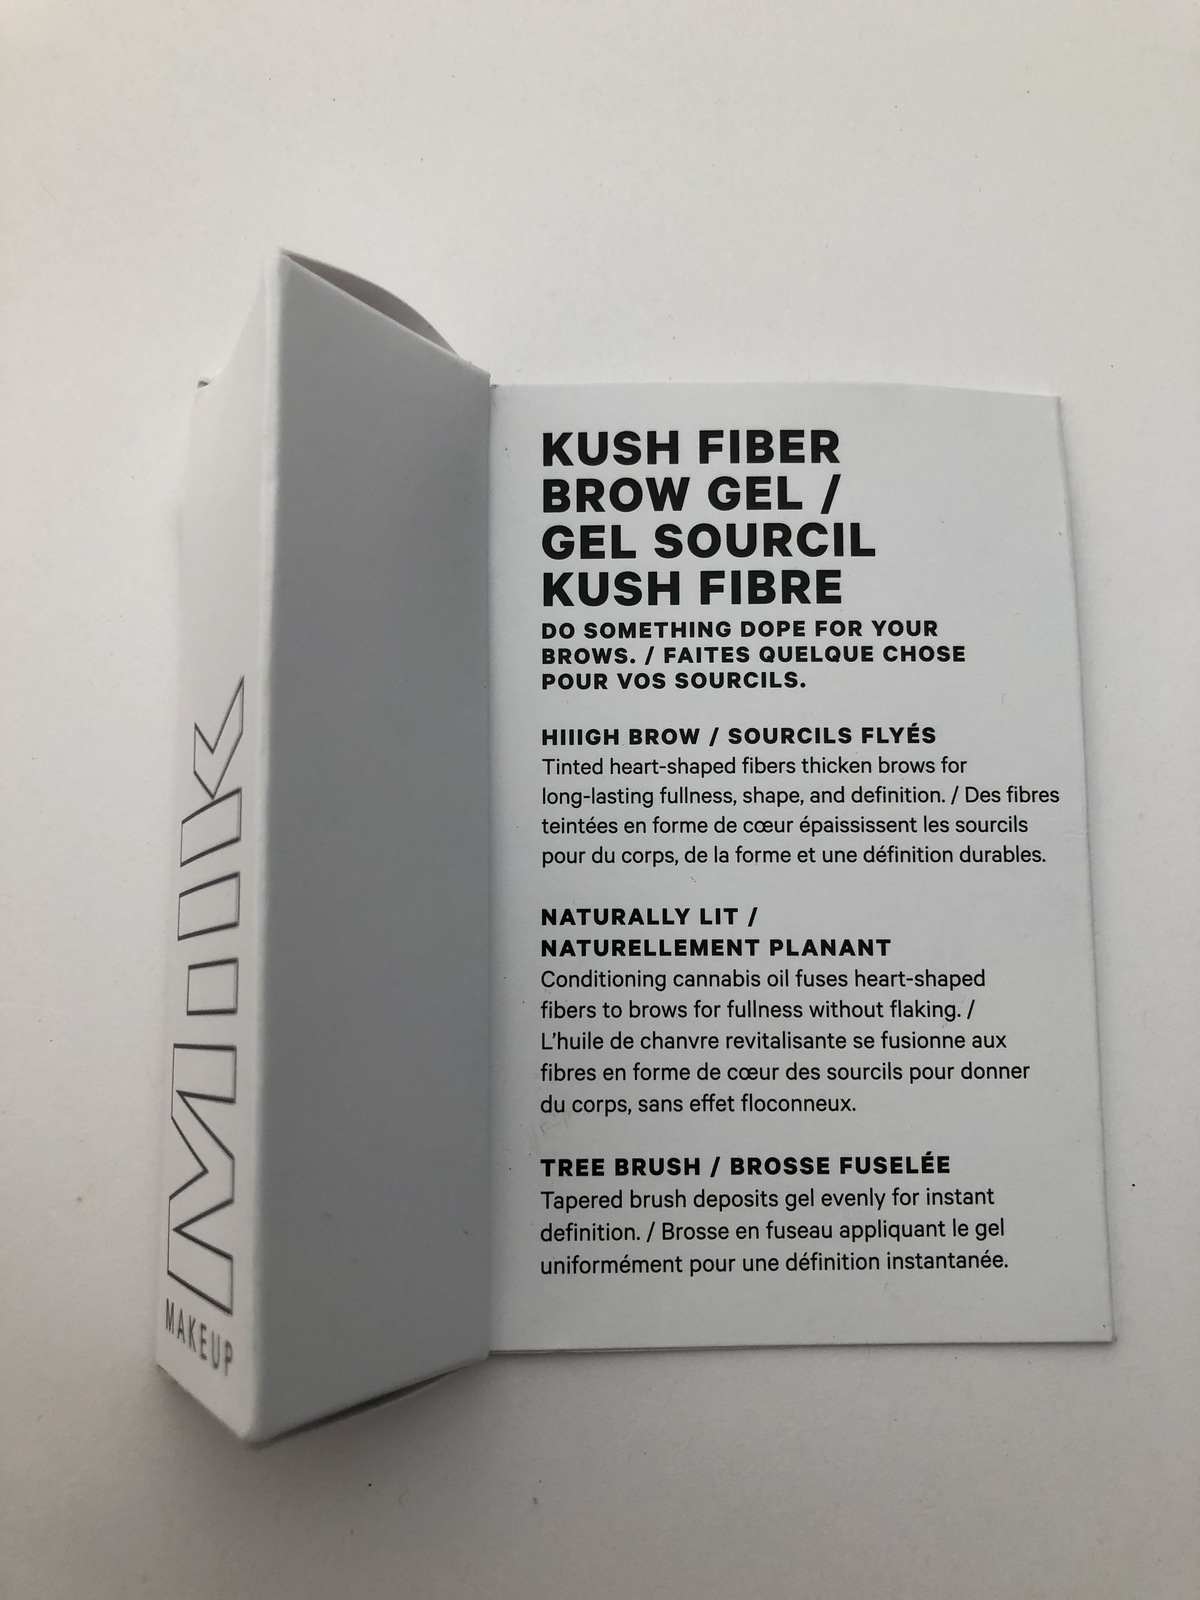 MIIK
MAKEUP
KUSH FIBER
BROW GEL /
GEL SOURCIL
KUSH FIBRE
DO SOMETHING DOPE FOR YOUR
BROWS. / FAITES QUELQUE CHOSE
POUR VOS SOURCILS.
HIIIGH BROW / SOURCILS FLYÉS
Tinted heart-shaped fibers thicken brows for
long-lasting fullness, shape, and definition. / Des fibres
teintées en forme de cœur épaississent les sourcils
pour du corps, de la forme et une définition durables.
NATURALLY LIT /
NATURELLEMENT PLANANT
Conditioning cannabis oil fuses heart-shaped
fibers to brows for fullness without flaking. /
L'huile de chanvre revitalisante se fusionne aux
fibres en forme de cœur des sourcils pour donner
du corps, sans effet floconneux.
TREE BRUSH / BROSSE FUSELÉE
Tapered brush deposits gel evenly for instant
definition. / Brosse en fuseau appliquant le gel
uniformément pour une définition instantanée.